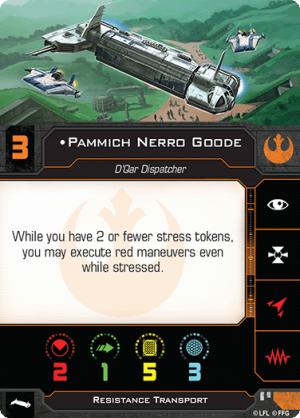 •Pammich Nerro Goode
3
D'Qar Dispatcher
While you have 2 or fewer stress tokens,
you may execute red maneuvers even
while stressed.
2 1 5 3
Resistance Transport
©LFL ©FFG